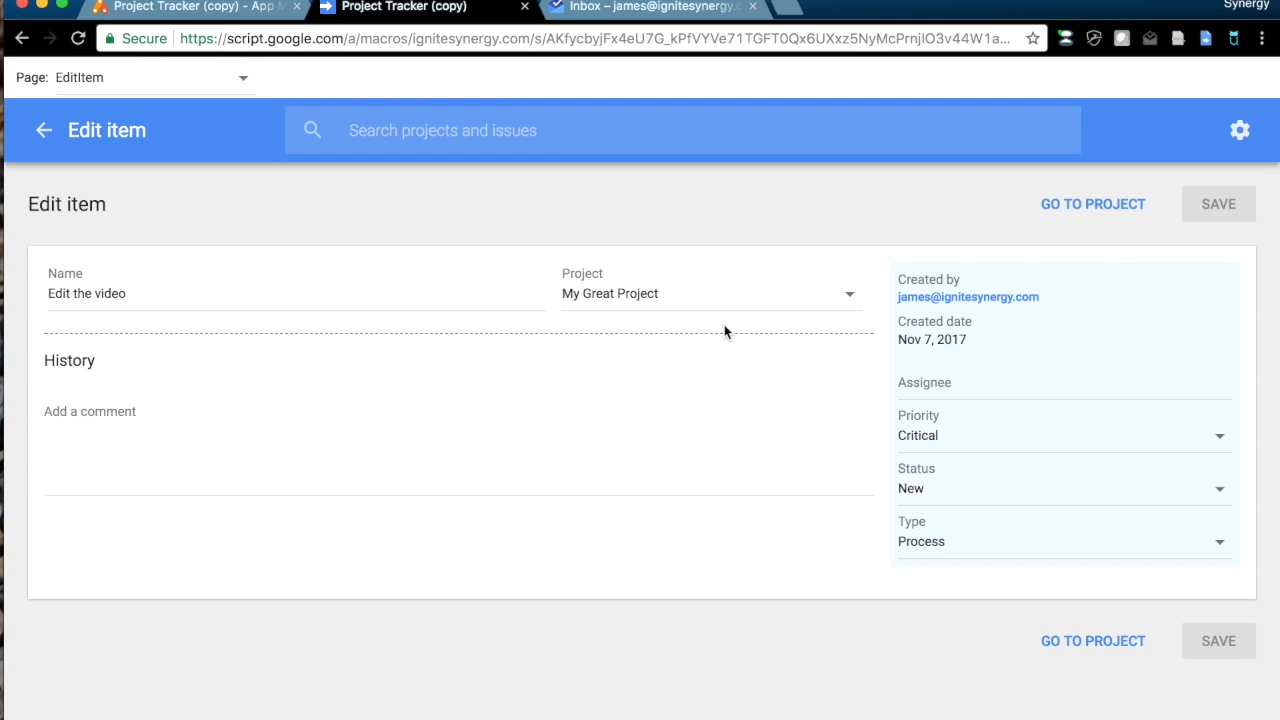 Project Tracker (copy) - App M
Project Tracker (copy)
Inbox – james@ignitesynergy.c
Synergy
Secure
https://script.google.com/a/macros/ignitesynergy.com/s/AKfycbyjFx4eU7G_kPfVYVe71TGFT0Qx6UXxz5NyMcPrnjIO3v44W1a...
Page: EditItem
Edit item
Search projects and issues
Edit item
GO TO PROJECT
SAVE
Name
Edit the video
Project
My Great Project
History
Add a comment
Created by
james@ignitesynergy.com
Created date
Nov 7, 2017
Assignee
Priority
Critical
Status
New
Type
Process
GO TO PROJECT
SAVE